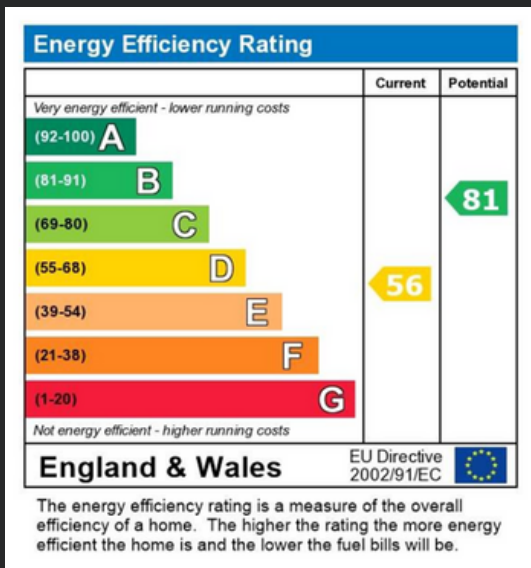 Energy Efficiency Rating
Current Potential
Very energy efficient - lower running costs
(92-100) A
(81-91) B
81
(69-80) C
(55-68) D
56
(39-54) E
(21-38) F
(1-20) G
Not energy efficient - higher running costs
England & Wales
EU Directive
2002/91/EC
The energy efficiency rating is a measure of the overall
efficiency of a home. The higher the rating the more energy
efficient the home is and the lower the fuel bills will be.